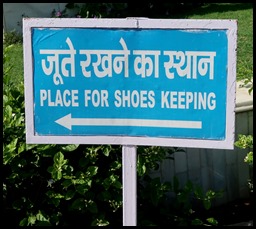 जूते रखने का स्थान
PLACE FOR SHOES KEEPING